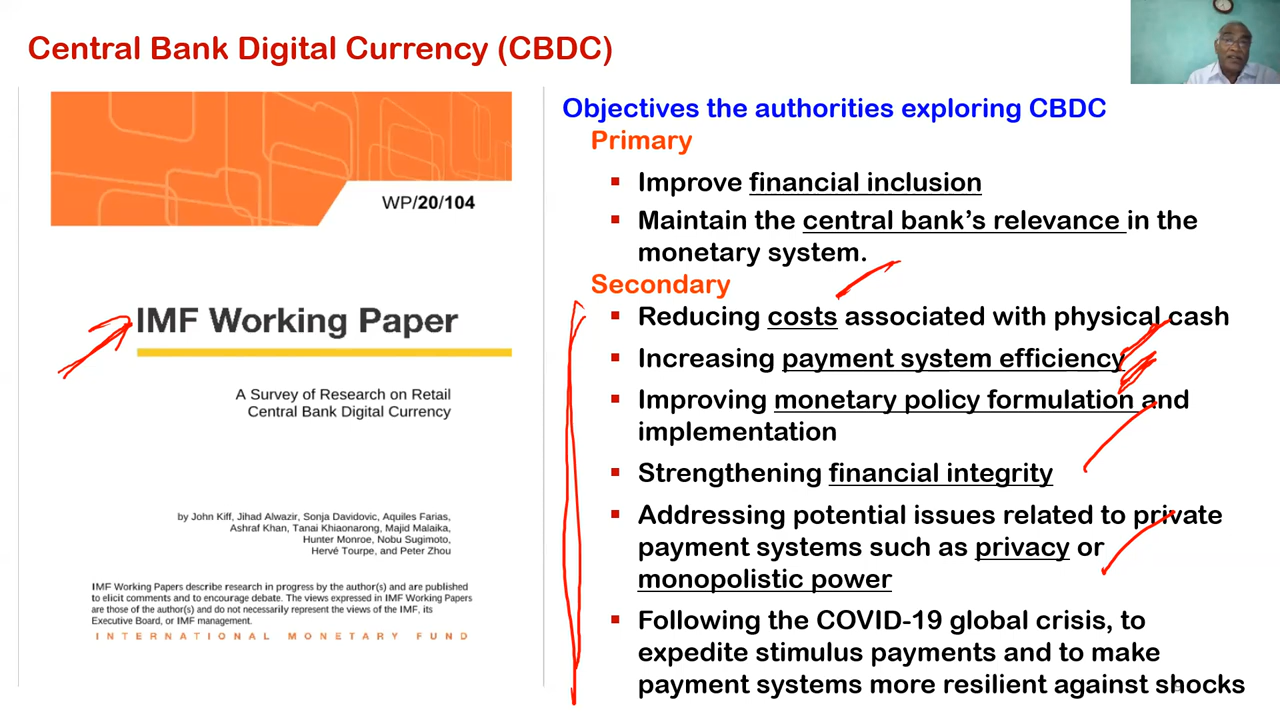 Central Bank Digital Currency (CBDC)
WP/20/104
IMF Working Paper
A Survey of Research on Retail
Central Bank Digital Currency
by John Kiff, Jihad Alwazir, Sonja Davidovic, Aquiles Farias,
Ashraf Khan, Tanai Khiaonarong, Majid Malaika,
Hunter Monroe, Nobu Sugimoto,
Hervé Tourpe, and Peter Zhou
IMF Working Papers describe research in progress by the author(s) and are published
to elicit comments and to encourage debate. The views expressed in IMF Working Papers
are those of the author(s) and do not necessarily represent the views of the IMF, its
Executive Board, or IMF management.
INTERNATIONAL MONETARY FUND
Objectives the authorities exploring CBDC
Primary
▪ Improve financial inclusion
▪ Maintain the central bank’s relevance in the
monetary system.
Secondary
▪ Reducing costs associated with physical cash
▪ Increasing payment system efficiency
▪ Improving monetary policy formulation and
implementation
▪ Strengthening financial integrity
▪ Addressing potential issues related to private
payment systems such as privacy or
monopolistic power
▪ Following the COVID-19 global crisis, to
expedite stimulus payments and to make
payment systems more resilient against shocks